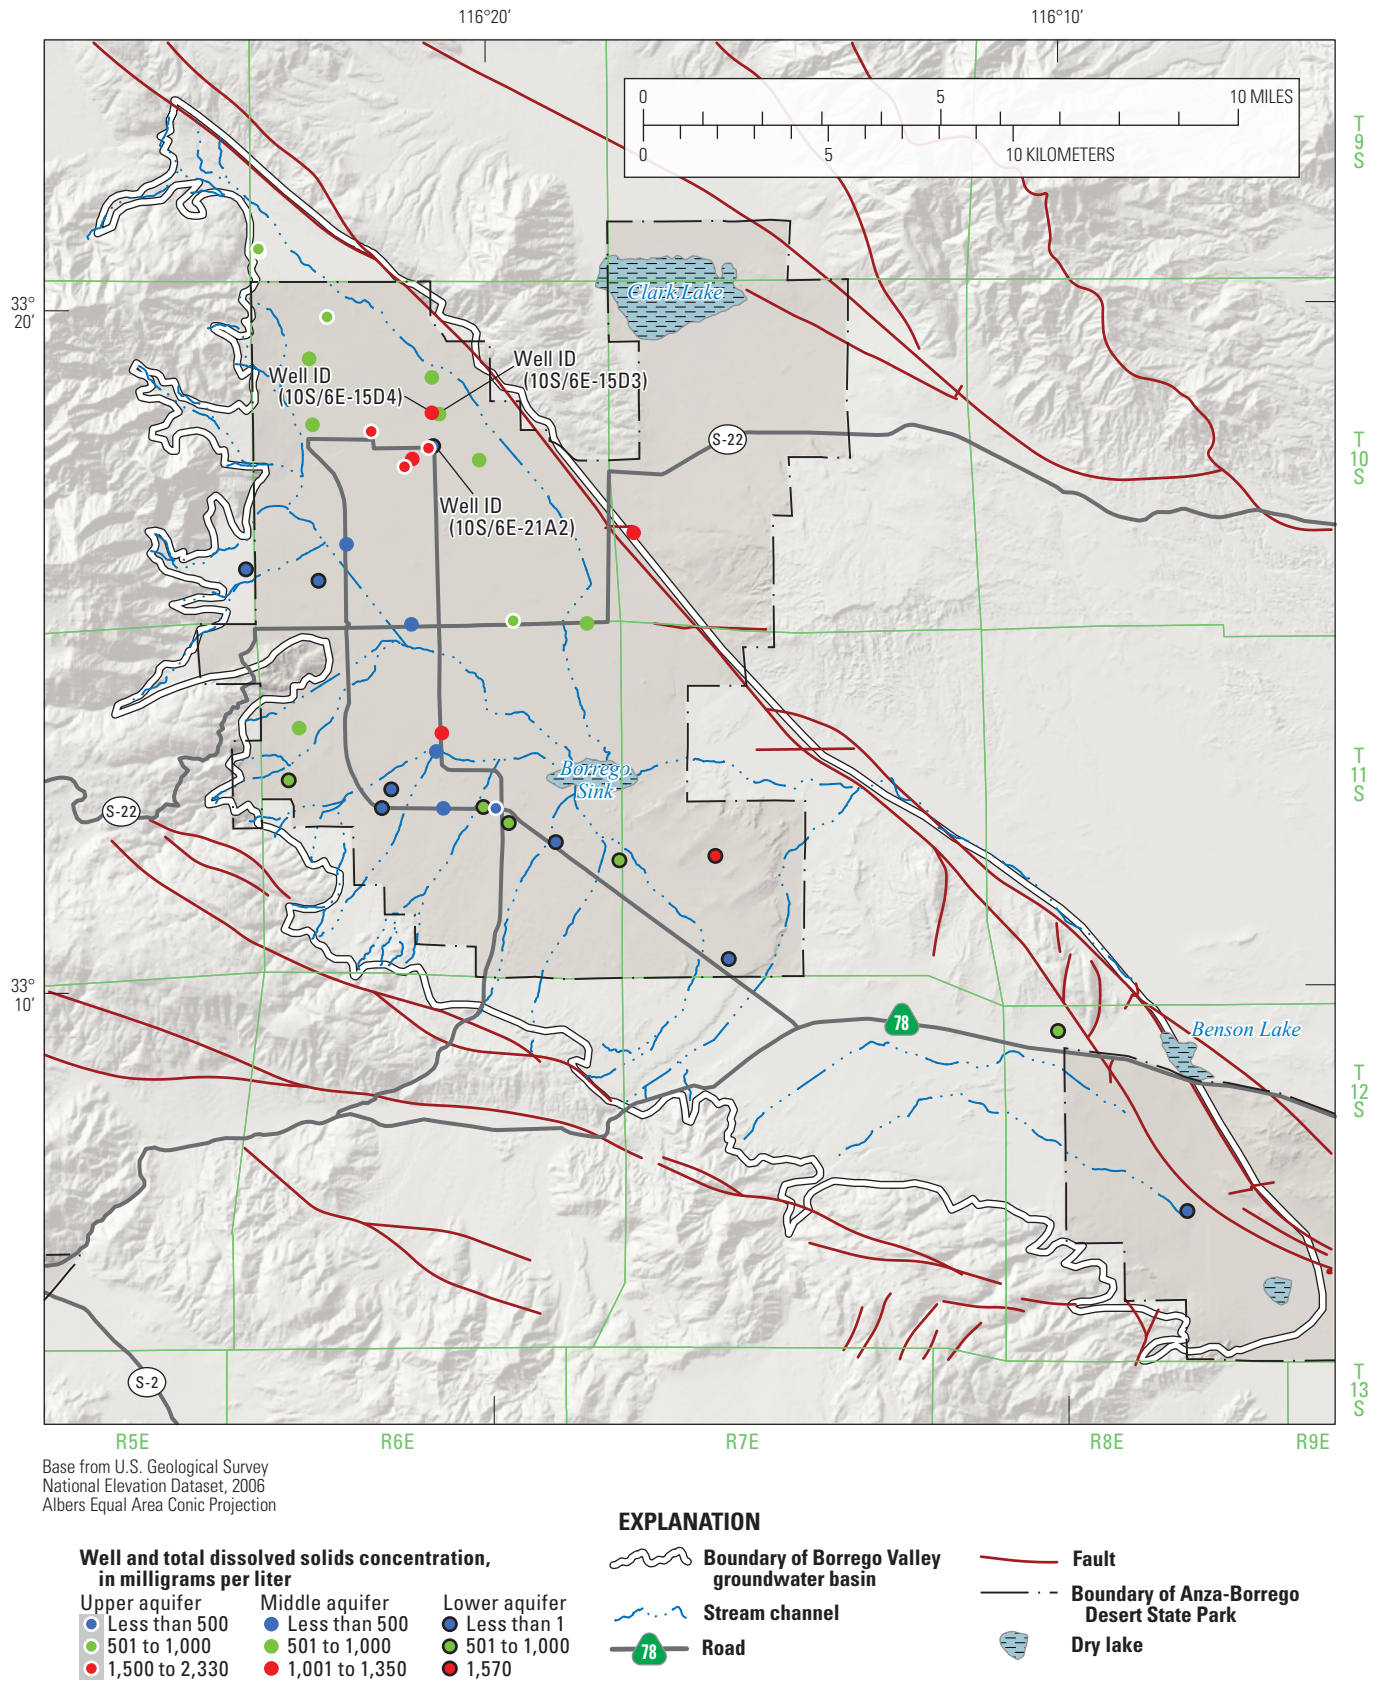 116°20'
116°10'
0
5
10 MILES
0
5
10 KILOMETERS
T
9
S
33°
20'
Clark Lake
Well ID
(10S/6E-15D3)
Well ID
(10S/6E-15D4)
S-22
T
10
S
Well ID
(10S/6E-21A2)
Borrego
Sink
T
11
S
S-22
33°
10'
78
Benson Lake
T
12
S
S-2
T
13
S
R5E
R6E
R7E
R8E
R9E
Base from U.S. Geological Survey
National Elevation Dataset, 2006
Albers Equal Area Conic Projection
EXPLANATION
Well and total dissolved solids concentration,
in milligrams per liter
Upper aquifer
Less than 500
501 to 1,000
1,500 to 2,330
Middle aquifer
Less than 500
501 to 1,000
1,001 to 1,350
Lower aquifer
Less than 1
501 to 1,000
1,570
Boundary of Borrego Valley
groundwater basin
Stream channel
78
Road
Fault
Boundary of Anza-Borrego
Desert State Park
Dry lake